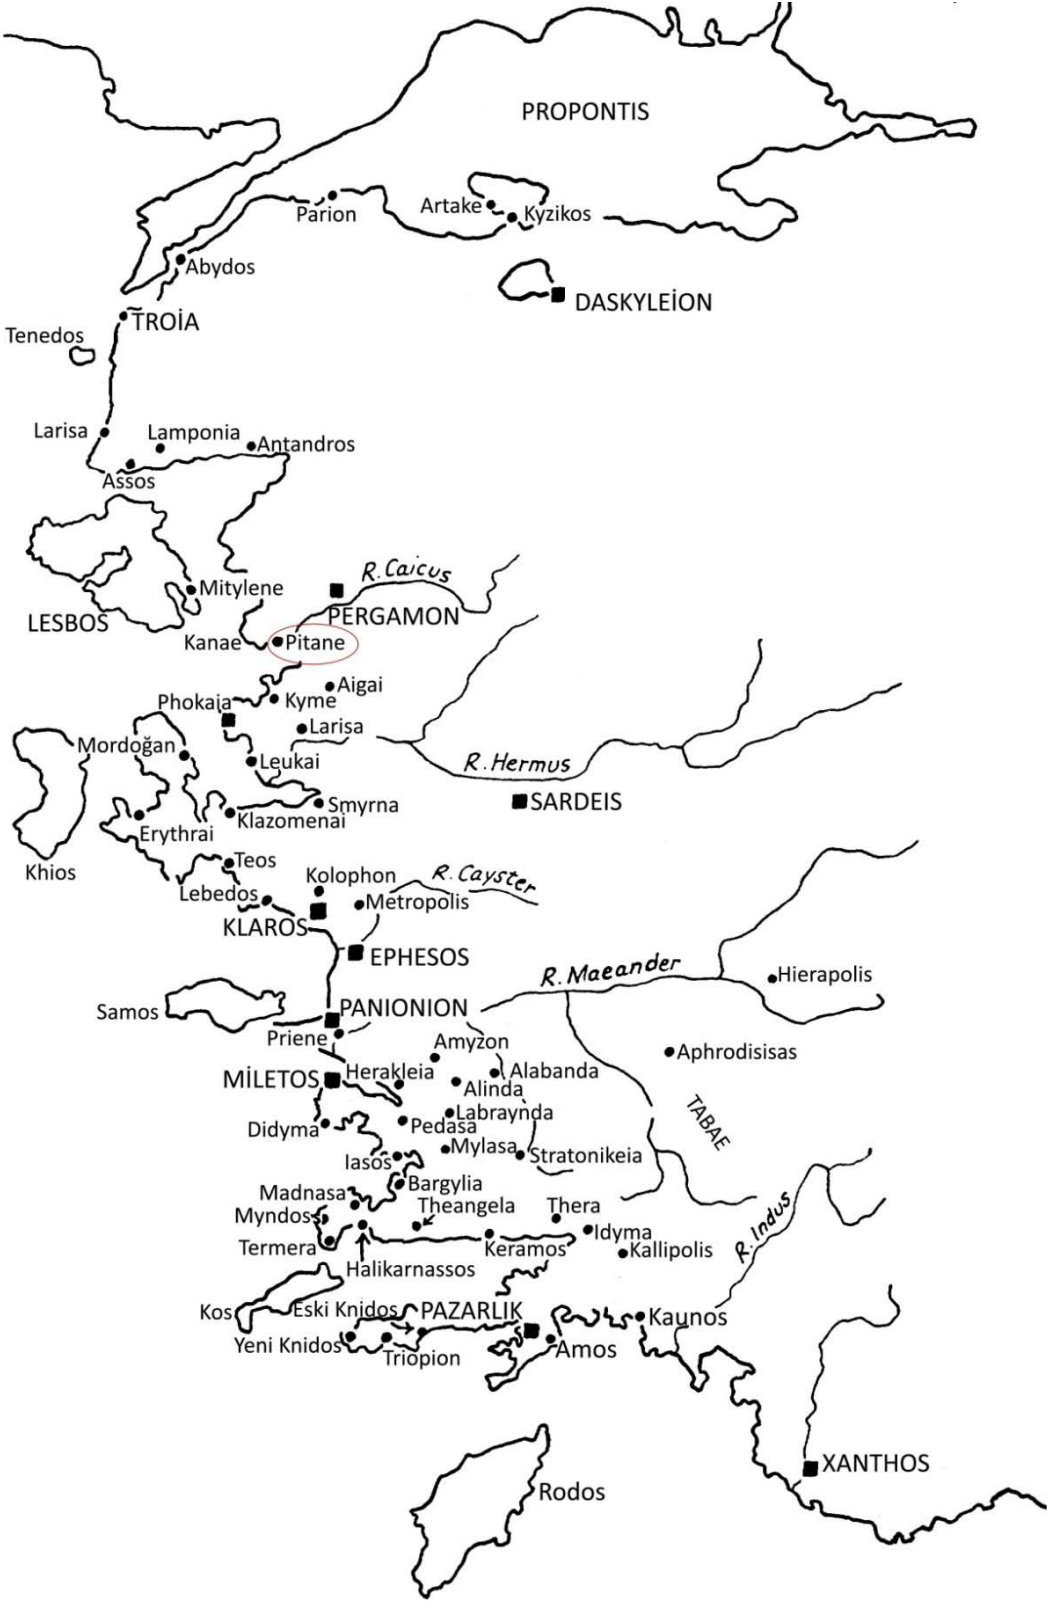 PROPONTIS
Parion
Artake
Kyzikos
Abydos
DASKYLEİON
TROİA
Tenedos
Larisa
Lamponia
Antandros
Assos
R. Caicus
Mitylene
PERGAMON
LESBOS
Kanae
Pitane
Aigai
Phokaia
Kyme
Larisa
Mordoğan
Leukai
R. Hermus
SARDEIS
Smyrna
Klazomenai
Erythrai
Khios
Teos
Kolophon
R. Cayster
Lebedos
Metropolis
KLAROS
EPHESOS
R. Maeander
Hierapolis
Samos
PANIONION
Priene
Amyzon
Aphrodisisas
Herakleia
Alabanda
MİLETOS
Alinda
Labraynda
TABAE
Didyma
Pedasa
Mylasa
Stratonikeia
Iasos
Bargylia
Madnasa
Theangela
Thera
Myndos
Idyma
R. Indus
Termera
Keramos
Kallipolis
Halikarnassos
Kos
Eski Knidos
PAZARLIK
Kaunos
Yeni Knidos
Triopion
Amos
XANTHOS
Rodos